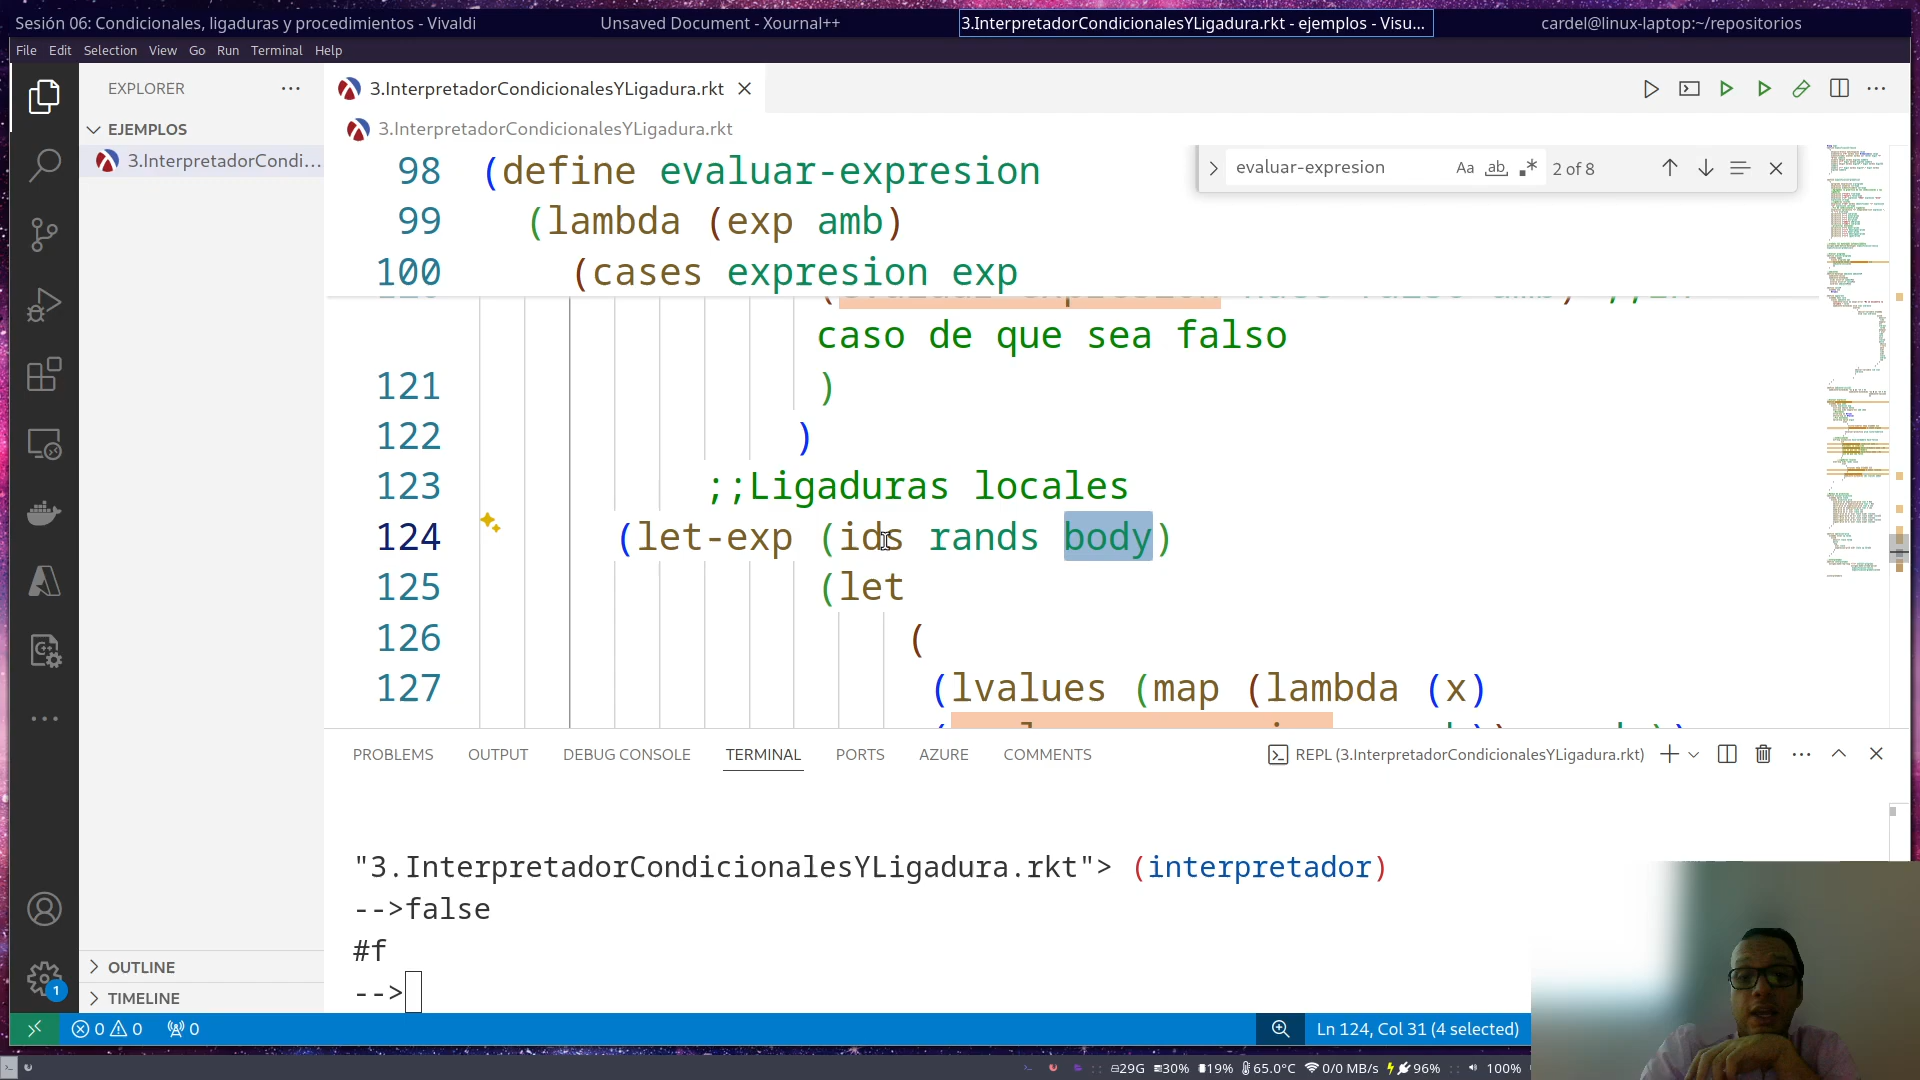 Sesión 06: Condicionales, ligaduras y procedimientos - Vivaldi
Unsaved Document - Xournal++
3.InterpretadorCondicionalesYLigadura.rkt - ejemplos - Visu...
cardel@linux-laptop:~/repositorios
File Edit Selection View Go Run Terminal Help
EXPLORER
3.InterpretadorCondicionalesYLigadura.rkt
EJEMPLOS
3.InterpretadorCondi...
3.InterpretadorCondicionalesYLigadura.rkt
evaluar-expresion
Aa ab 2 of 8
98 (define evaluar-expresion
99 (lambda (exp amb)
100 (cases expresion exp
caso de que sea falso
121 )
122 )
123 ;;Ligaduras locales
124 (let-exp (ids rands body)
125 (let
126 (
127 (lvalues (map (lambda (x)
PROBLEMS OUTPUT DEBUG CONSOLE TERMINAL PORTS AZURE COMMENTS
REPL (3.InterpretadorCondicionalesYLigadura.rkt)
"3.InterpretadorCondicionalesYLigadura.rkt"> (interpretador)
-->false
#f
-->
OUTLINE
TIMELINE
1
0 0 0
Ln 124, Col 31 (4 selected)
29G 30% 19% 65.0°C 0/0 MB/s 96% 100%